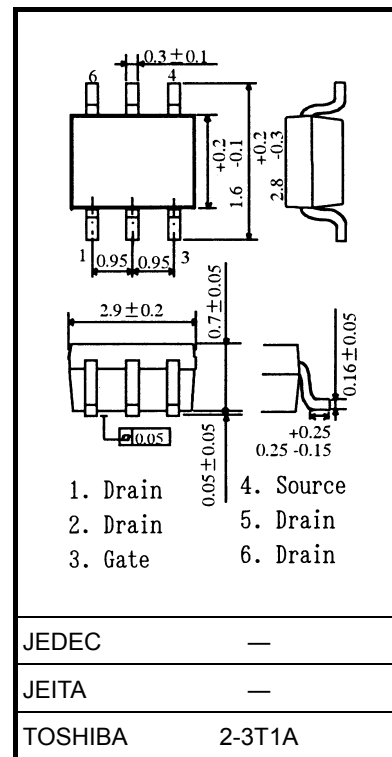 0.3±0.1
6 4
+0.2
1.6 -0.1
+0.2
2.8 -0.3
1 0.95 0.95 3
2.9±0.2
0.7±0.05
0.16±0.05
0.05
0.05±0.05
+0.25
0.25 -0.15
1. Drain
2. Drain
3. Gate
4. Source
5. Drain
6. Drain
JEDEC —
JEITA —
TOSHIBA 2-3T1A